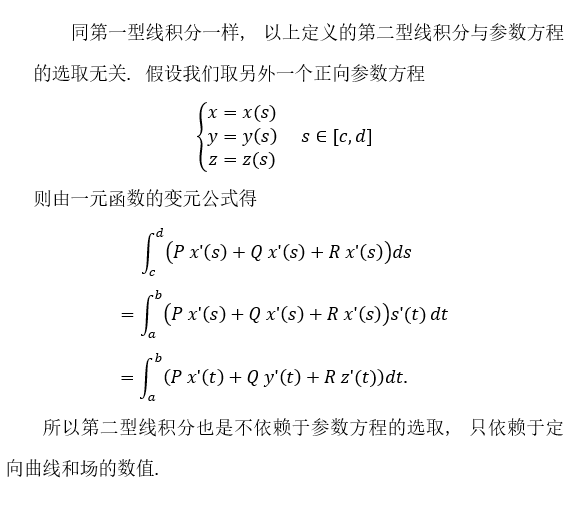 同第一型线积分一样, 以上定义的第二型线积分与参数方程
的选取无关. 假设我们取另外一个正向参数方程
x = x(s)
y = y(s) s ∈ [c, d]
z = z(s)
则由一元函数的变元公式得
∫_c^d (P x'(s) + Q x'(s) + R x'(s))ds
= ∫_a^b (P x'(s) + Q x'(s) + R x'(s))s'(t) dt
= ∫_a^b (P x'(t) + Q y'(t) + R z'(t))dt.
所以第二型线积分也是不依赖于参数方程的选取, 只依赖于定
向曲线和场的数值.